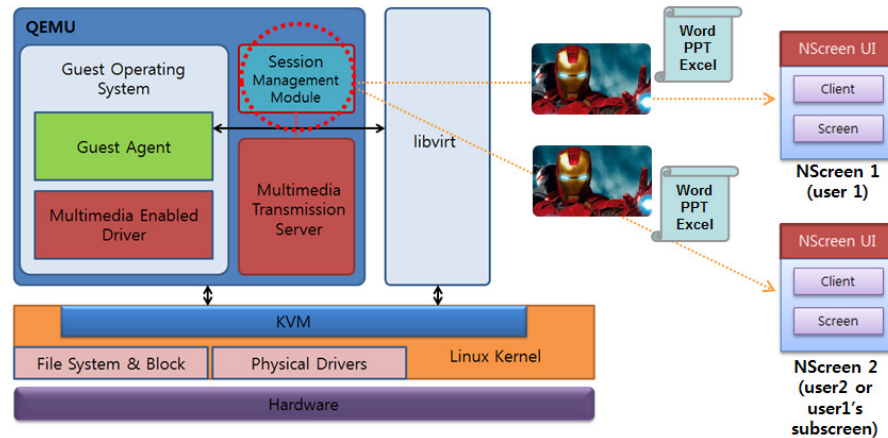 QEMU
Guest Operating
System
Guest Agent
Multimedia Enabled
Driver
Session
Management
Module
Multimedia
Transmission
Server
libvirt
Word
PPT
Excel
Word
PPT
Excel
NScreen UI
Client
Screen
NScreen 1
(user 1)
NScreen UI
Client
Screen
NScreen 2
(user2 or
user1's
subscreen)
KVM
File System & Block
Physical Drivers
Linux Kernel
Hardware